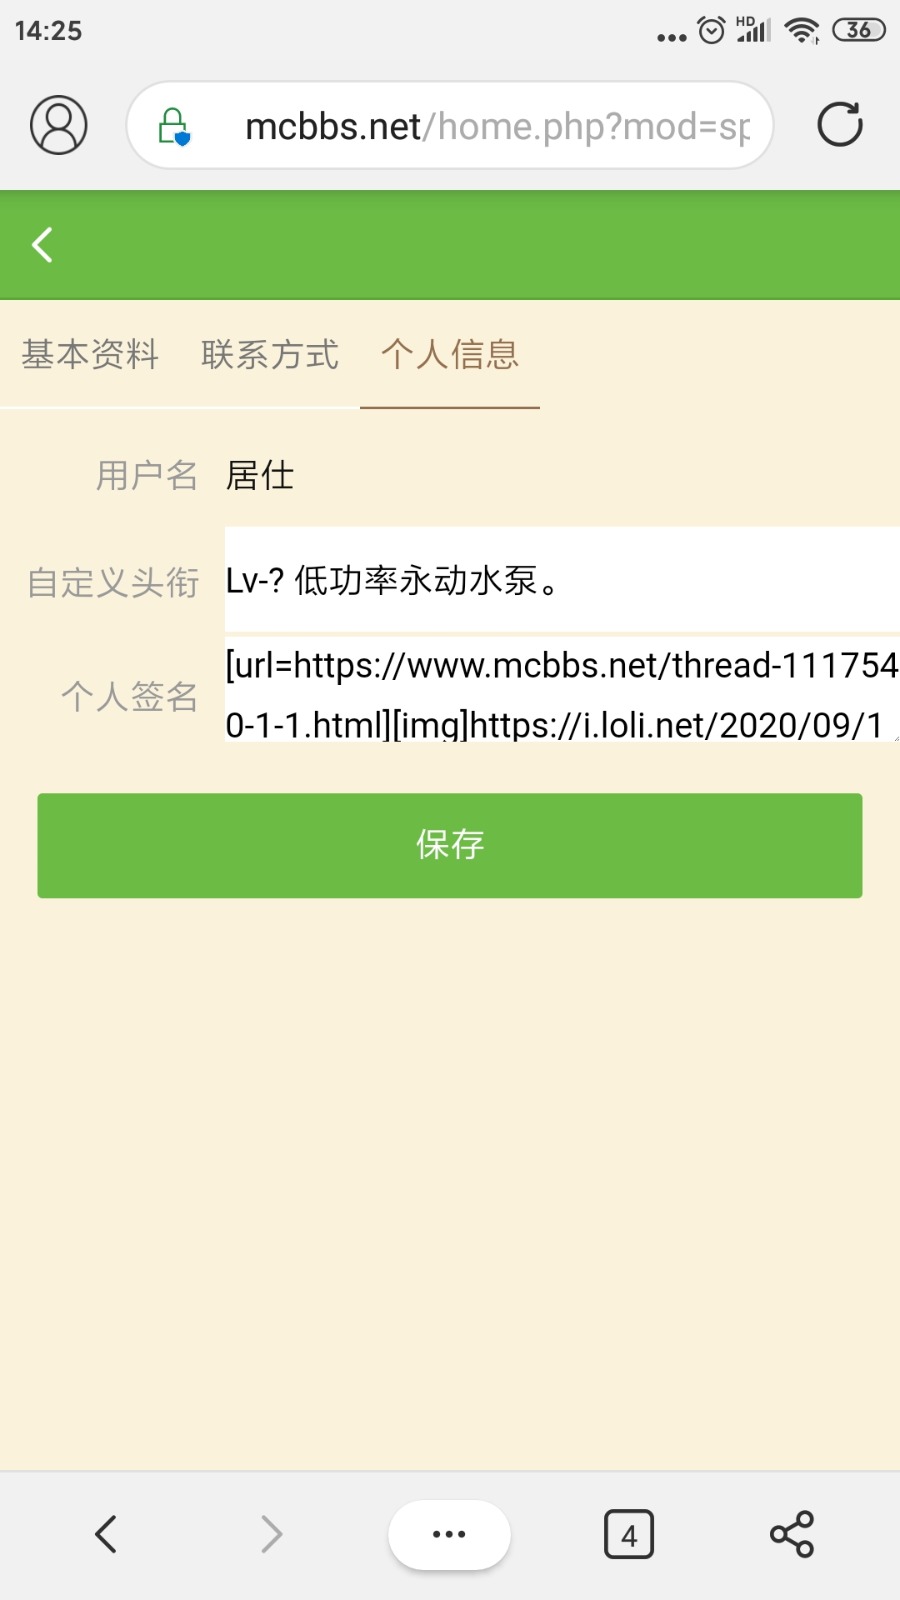 14:25
HD
36
mcbbs.net/home.php?mod=sp
基本资料 联系方式 个人信息
用户名 居仕
自定义头衔 Lv-? 低功率永动水泵。
个人签名 [url=https://www.mcbbs.net/thread-111754
0-1-1.html][img]https://i.loli.net/2020/09/1
保存
4